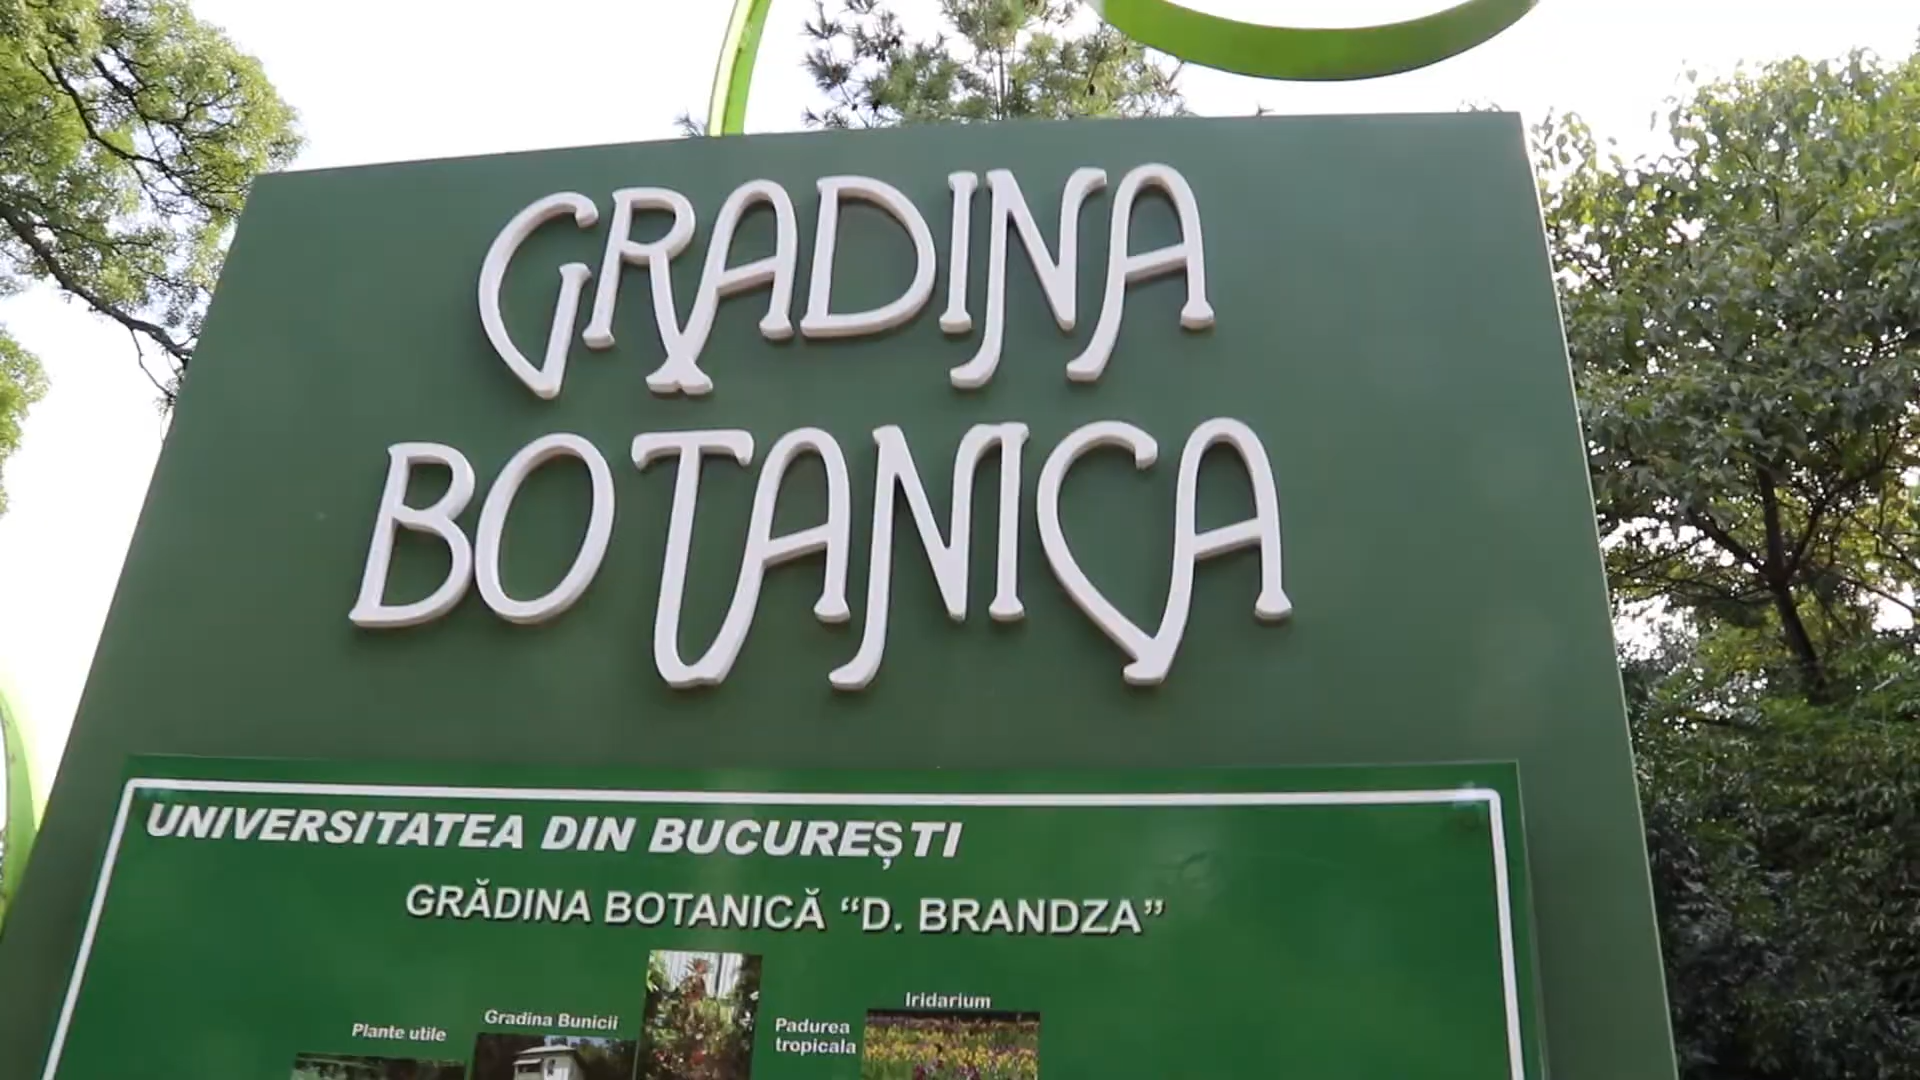 GRADINA
BOTANICA
UNIVERSITATEA DIN BUCUREȘTI
GRĂDINA BOTANICĂ “D. BRANDZA”
Plante utile
Gradina Bunicii
Padurea
tropicala
Iridarium